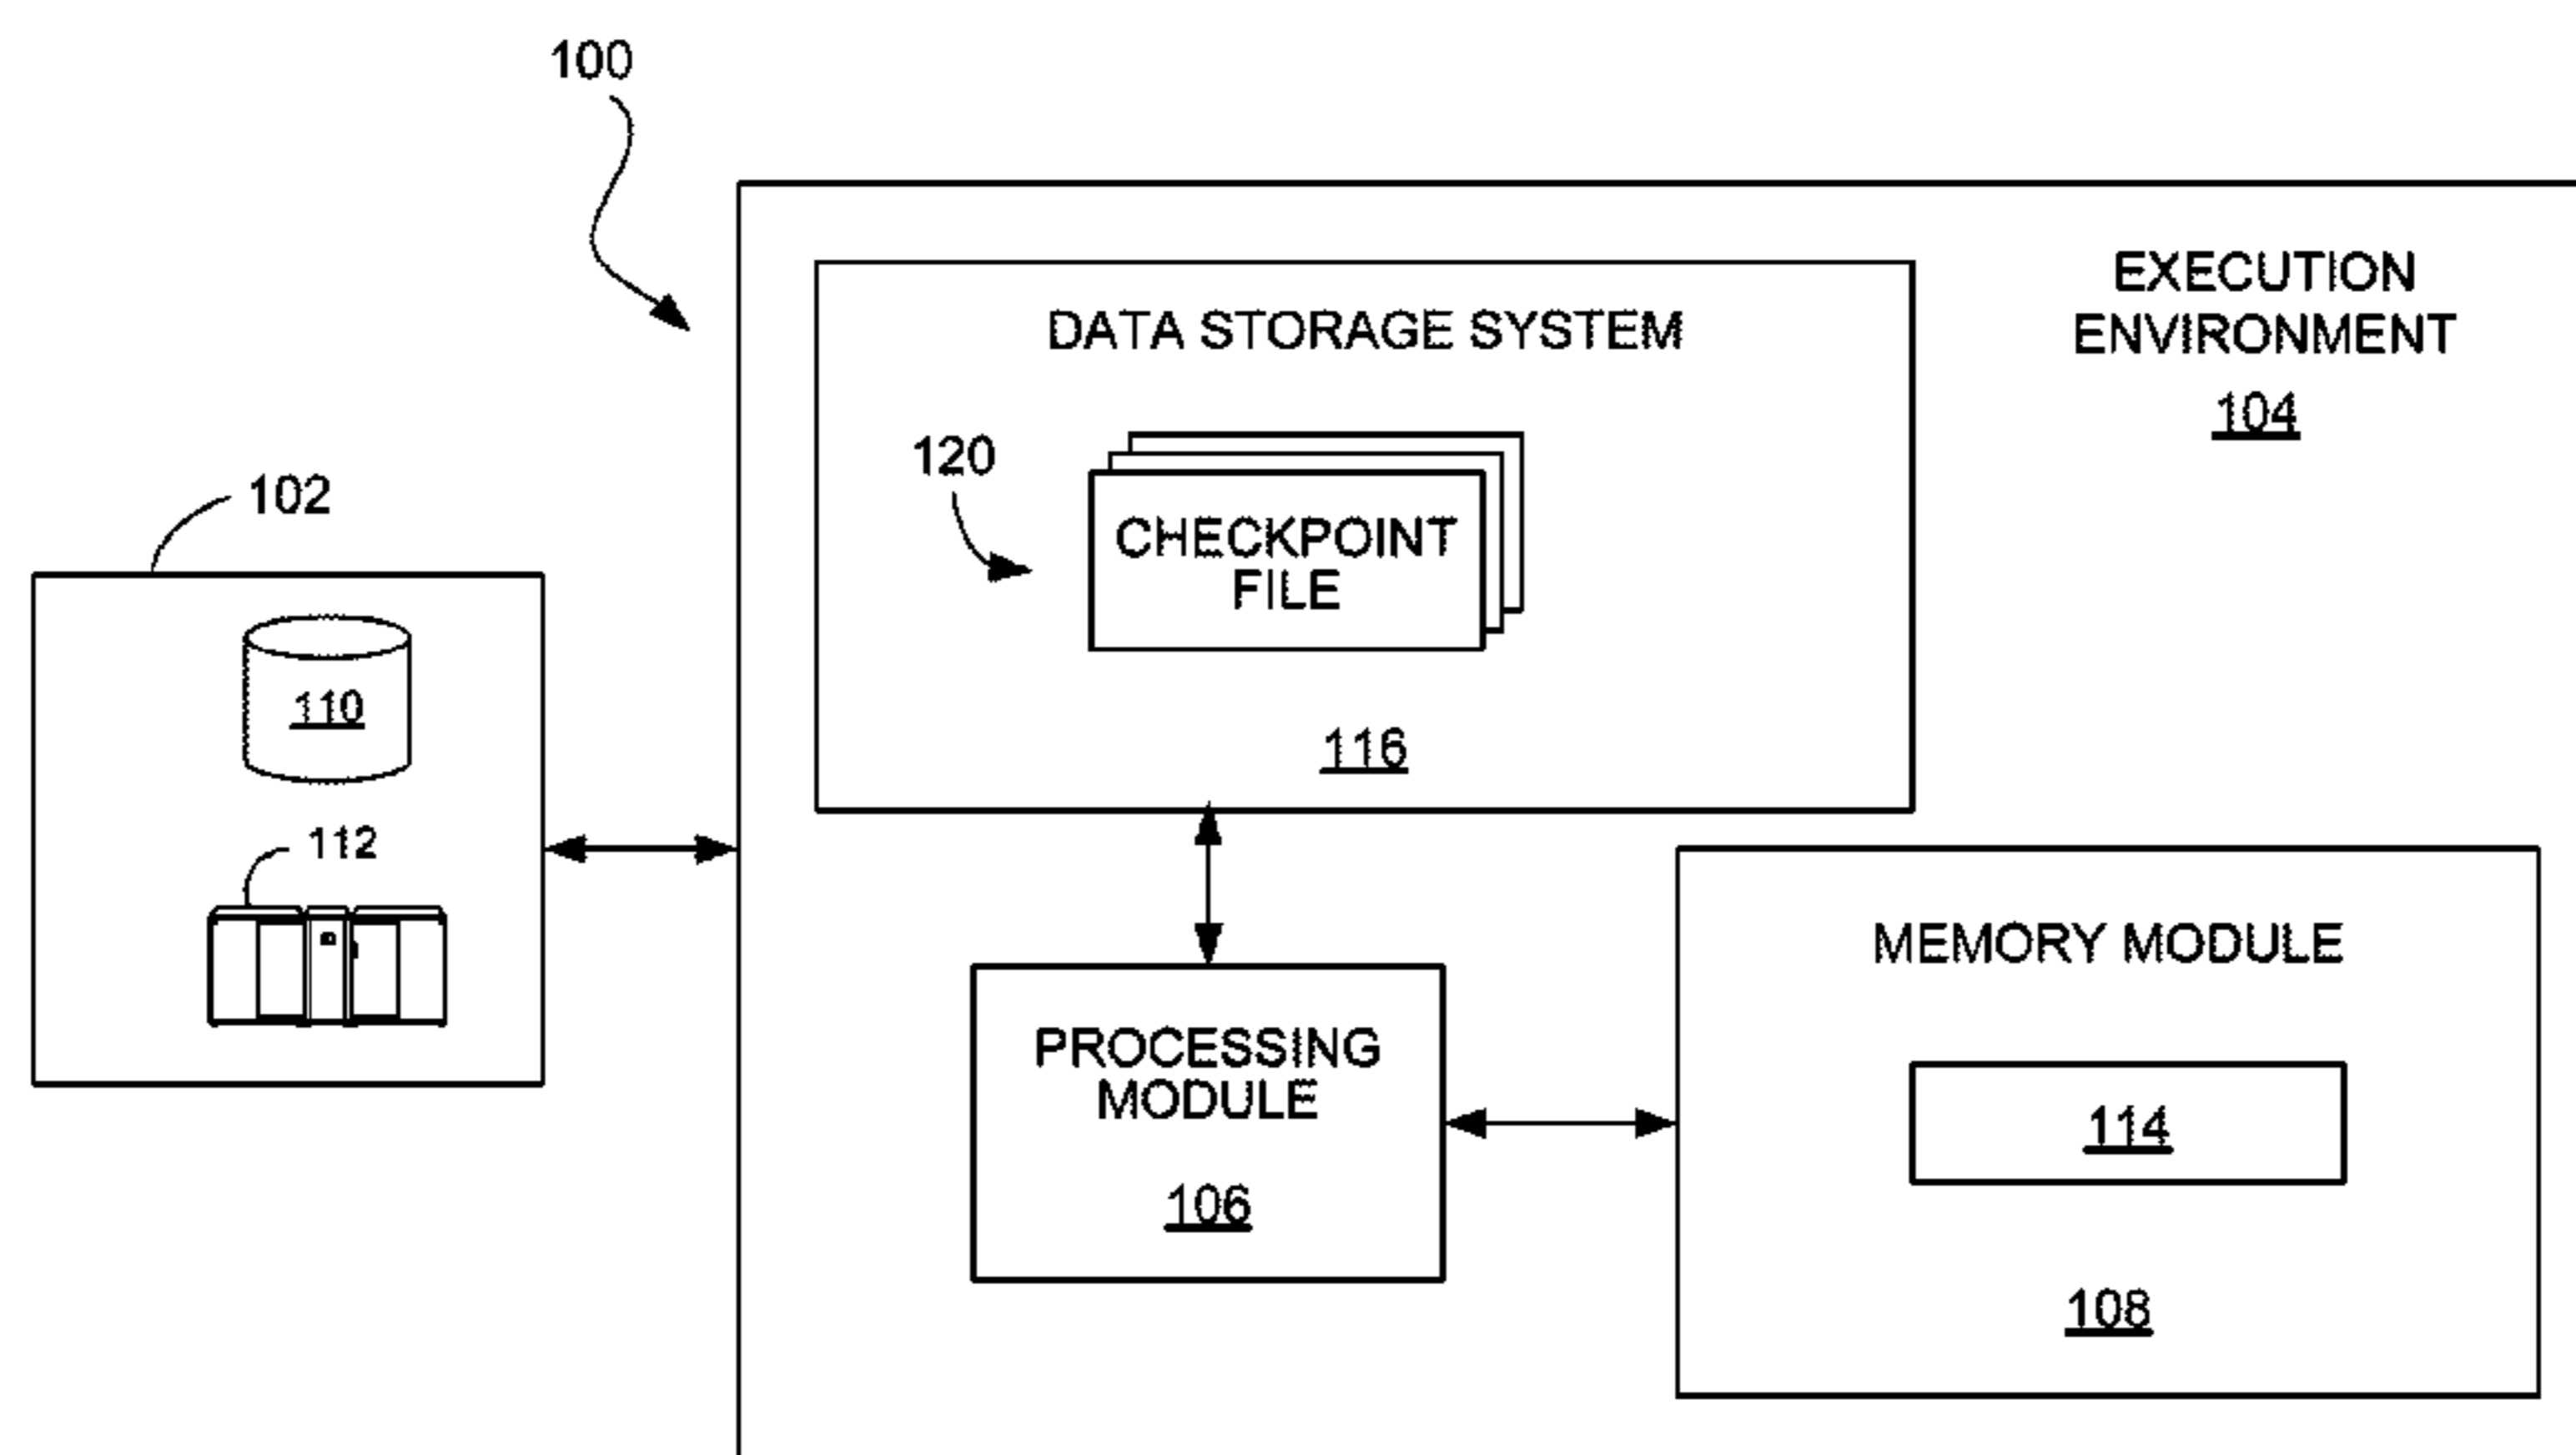 100
EXECUTION
ENVIRONMENT
104
DATA STORAGE SYSTEM
120
CHECKPOINT
FILE
116
102
110
112
PROCESSING
MODULE
106
MEMORY MODULE
114
108